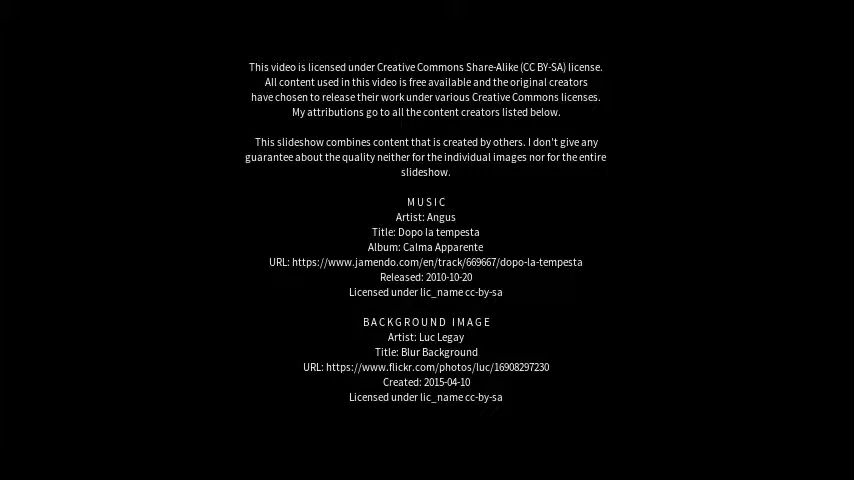 This video is licensed under Creative Commons Share-Alike (CC BY-SA) license.
All content used in this video is free available and the original creators
have chosen to release their work under various Creative Commons licenses.
My attributions go to all the content creators listed below.
This slideshow combines content that is created by others. I don't give any
guarantee about the quality neither for the individual images nor for the entire
slideshow.
MUSIC
Artist: Angus
Title: Dopo la tempesta
Album: Calma Apparente
URL: https://www.jamendo.com/en/track/669667/dopo-la-tempesta
Released: 2010-10-20
Licensed under lic_name cc-by-sa
BACKGROUND IMAGE
Artist: Luc Legay
Title: Blur Background
URL: https://www.flickr.com/photos/luc/16908297230
Created: 2015-04-10
Licensed under lic_name cc-by-sa